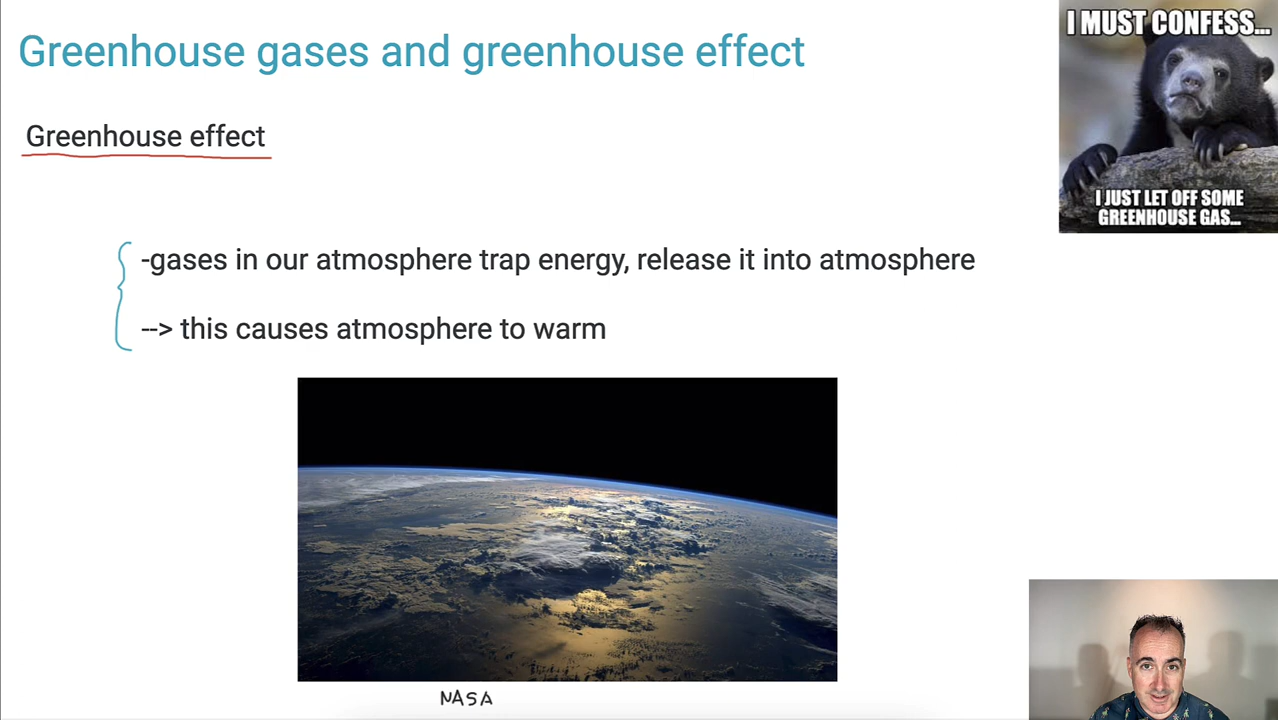 Greenhouse gases and greenhouse effect
I MUST CONFESS...
I JUST LET OFF SOME
GREENHOUSE GAS...
Greenhouse effect
-gases in our atmosphere trap energy, release it into atmosphere
--> this causes atmosphere to warm
NASA